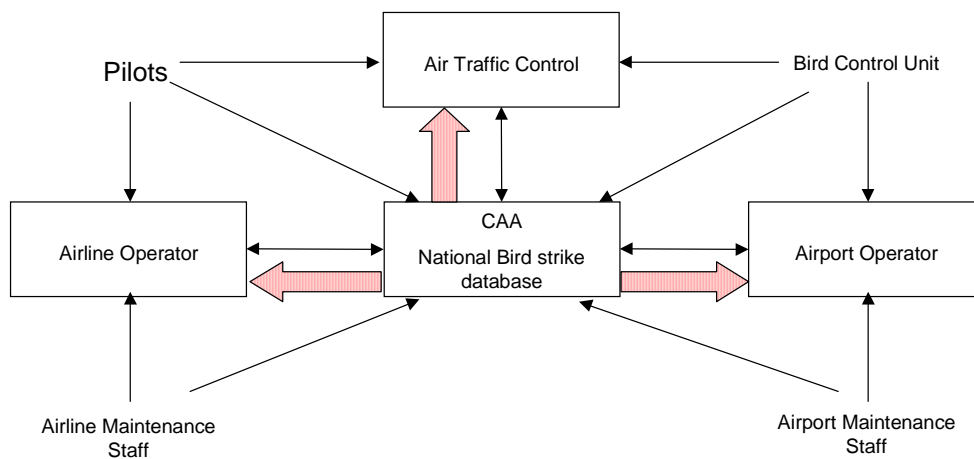 Pilots
Air Traffic Control
Bird Control Unit
Airline Operator
CAA
National Bird strike
database
Airport Operator
Airline Maintenance
Staff
Airport Maintenance
Staff